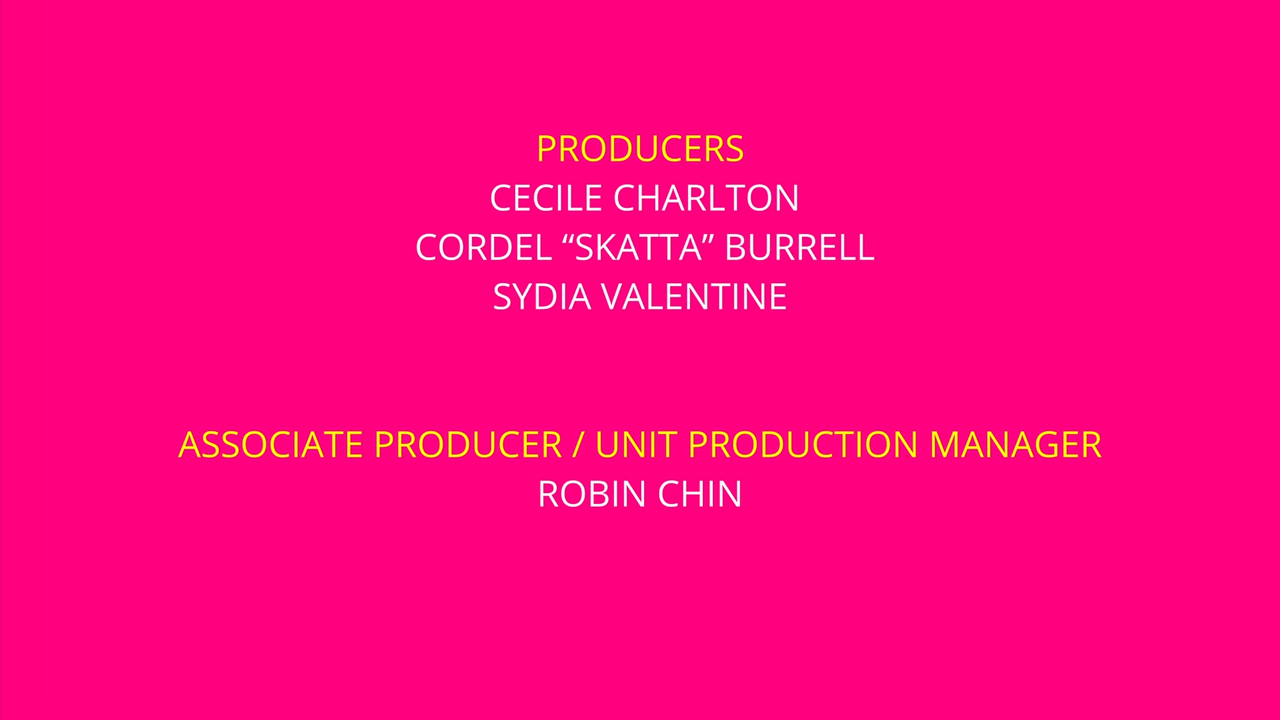 PRODUCERS
CECILE CHARLTON
CORDEL “SKATTA” BURRELL
SYDIA VALENTINE
ASSOCIATE PRODUCER / UNIT PRODUCTION MANAGER
ROBIN CHIN